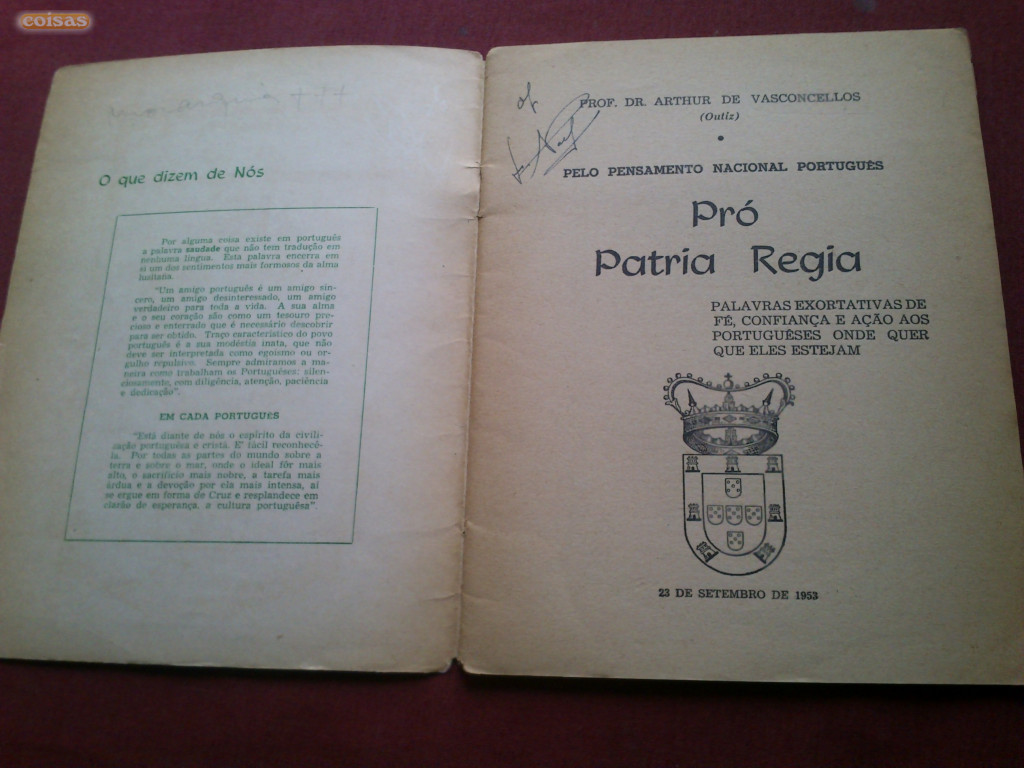 coisas
monarquia
O que dizem de Nós
Por alguma coisa existe em português
a palavra saudade que não tem tradução em
nenhuma língua. Esta palavra encerra em
si um dos sentimentos mais formosos da alma
lusitana.
"Um amigo português é um amigo sin-
cero, um amigo desinteressado, um amigo
verdadeiro para toda a vida. A sua alma
e o seu coração são como um tesouro pre-
cioso e enterrado que é necessário descobrir
para ser obtido. Traço característico do povo
português é a sua modéstia inata, que não
deve ser interpretada como egoismo ou or-
gulho repulsivo. Sempre admiramos a ma-
neira como trabalham os Portuguêses: silen-
ciosamente, com diligência, atenção, paciência
e dedicação".
EM CADA PORTUGUÊS
"Está diante de nós o espírito da civili-
zação portuguêsa e cristã. E' fácil reconhecê-
la. Por todas as partes do mundo sobre a
terra e sobre o mar, onde o ideal fôr mais
alto, o sacrifício mais nobre, a tarefa mais
árdua e a devoção por ela mais intensa, aí
se ergue em forma de Cruz e resplandece em
clarão de esperança, a cultura portuguêsa".
PROF. DR. ARTHUR DE VASCONCELLOS
(Outiz)
PELO PENSAMENTO NACIONAL PORTUGUÊS
Pró
Patria Regia
PALAVRAS EXORTATIVAS DE
FÉ, CONFIANÇA E AÇÃO AOS
PORTUGUÊSES ONDE QUER
QUE ELES ESTEJAM
23 DE SETEMBRO DE 1953